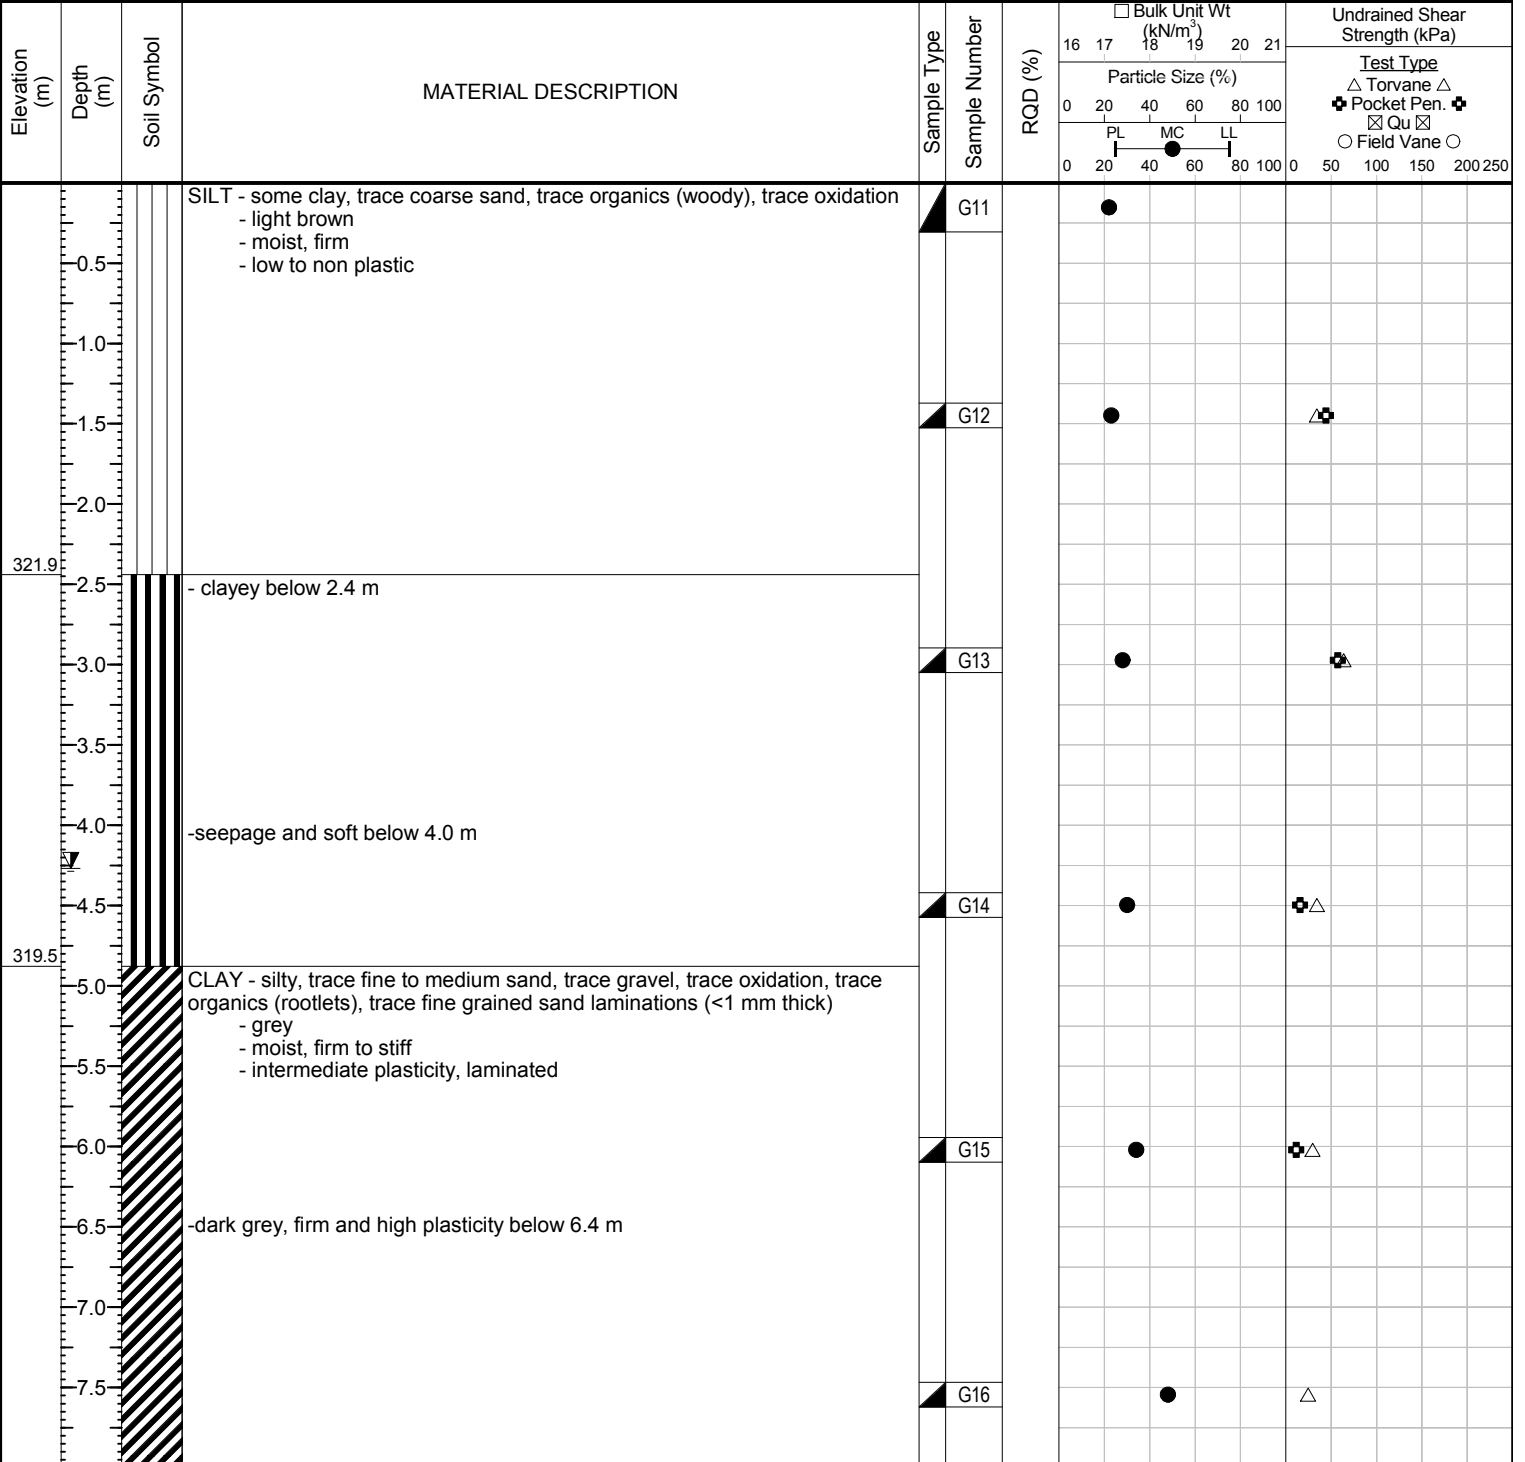 Elevation
(m)
Depth
(m)
Soil Symbol
MATERIAL DESCRIPTION
Sample Type
Sample Number
RQD (%)
□ Bulk Unit Wt
(kN/m³)
16 17 18 19 20 21
Particle Size (%)
0 20 40 60 80 100
PL MC LL
0 20 40 60 80 100
Undrained Shear
Strength (kPa)
Test Type
△ Torvane △
Pocket Pen.
☒ Qu ☒
○ Field Vane ○
0 50 100 150 200 250
SILT - some clay, trace coarse sand, trace organics (woody), trace oxidation
- light brown
- moist, firm
- low to non plastic
G11
0.5
1.0
G12
1.5
2.0
321.9
2.5
- clayey below 2.4 m
G13
3.0
3.5
4.0
-seepage and soft below 4.0 m
G14
4.5
319.5
CLAY - silty, trace fine to medium sand, trace gravel, trace oxidation, trace
organics (rootlets), trace fine grained sand laminations (<1 mm thick)
- grey
- moist, firm to stiff
- intermediate plasticity, laminated
5.0
5.5
6.0
G15
6.5
-dark grey, firm and high plasticity below 6.4 m
7.0
7.5
G16